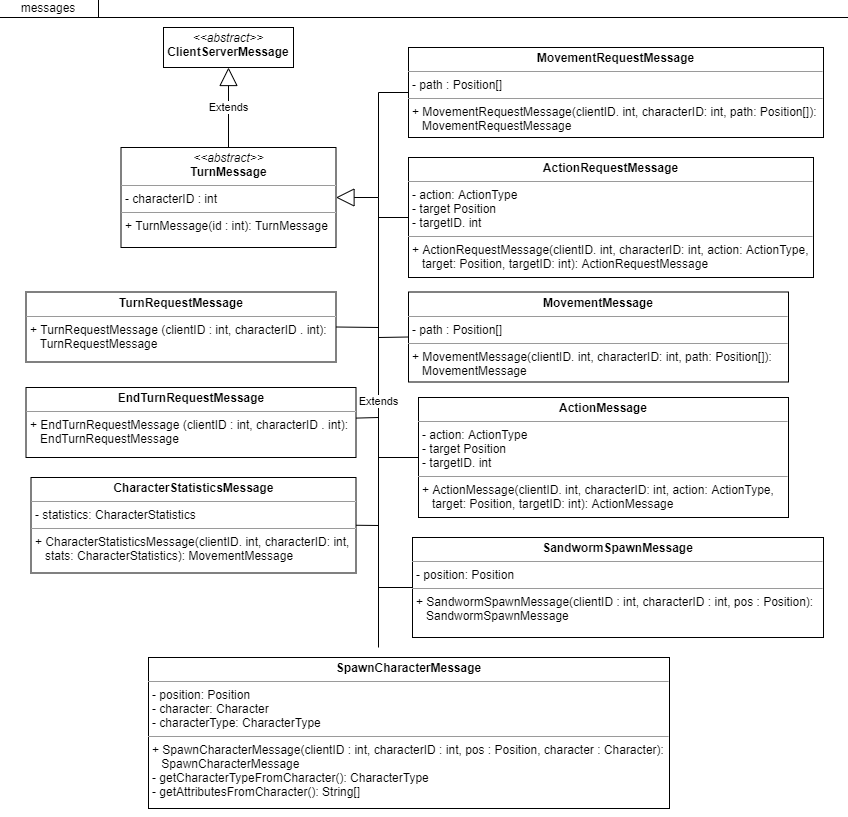 messages
<<abstract>>
ClientServerMessage
Extends
<<abstract>>
TurnMessage
- characterID : int
+ TurnMessage(id : int): TurnMessage
MovementRequestMessage
- path : Position[]
+ MovementRequestMessage(clientID. int, characterID: int, path: Position[]):
MovementRequestMessage
ActionRequestMessage
- action: ActionType
- target Position
- targetID. int
+ ActionRequestMessage(clientID. int, characterID: int, action: ActionType,
target: Position, targetID: int): ActionRequestMessage
TurnRequestMessage
+ TurnRequestMessage (clientID : int, characterID . int):
TurnRequestMessage
MovementMessage
- path : Position[]
+ MovementMessage(clientID. int, characterID: int, path: Position[]):
MovementMessage
EndTurnRequestMessage
+ EndTurnRequestMessage (clientID : int, characterID . int):
EndTurnRequestMessage
Extends
ActionMessage
- action: ActionType
- target Position
- targetID. int
+ ActionMessage(clientID. int, characterID: int, action: ActionType,
target: Position, targetID: int): ActionMessage
CharacterStatisticsMessage
- statistics: CharacterStatistics
+ CharacterStatisticsMessage(clientID. int, characterID: int,
stats: CharacterStatistics): MovementMessage
SandwormSpawnMessage
- position: Position
+ SandwormSpawnMessage(clientID : int, characterID : int, pos : Position):
SandwormSpawnMessage
SpawnCharacterMessage
- position: Position
- character: Character
- characterType: CharacterType
+ SpawnCharacterMessage(clientID : int, characterID : int, pos : Position, character : Character):
SpawnCharacterMessage
- getCharacterTypeFromCharacter(): CharacterType
- getAttributesFromCharacter(): String[]